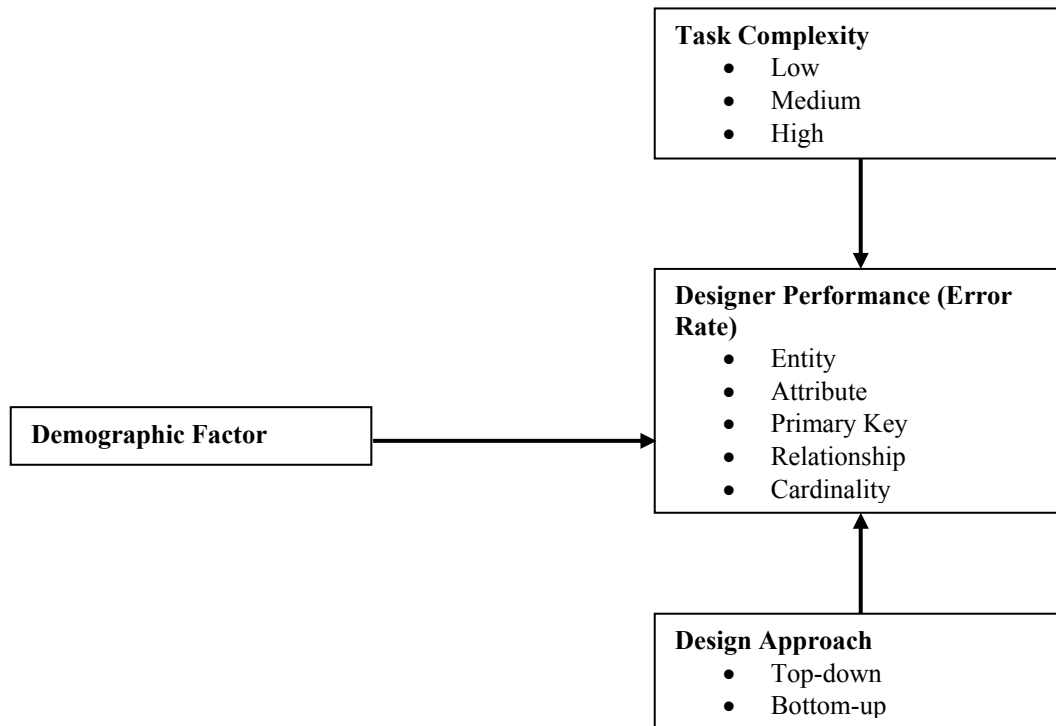 Task Complexity
• Low
• Medium
• High
Designer Performance (Error
Rate)
• Entity
• Attribute
• Primary Key
• Relationship
• Cardinality
Demographic Factor
Design Approach
• Top-down
• Bottom-up